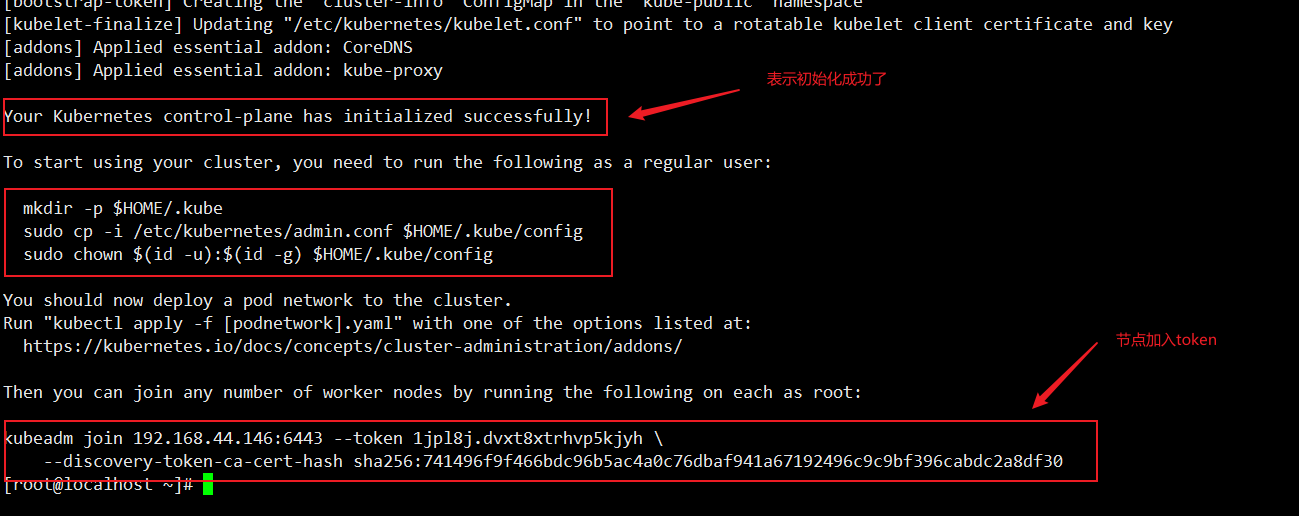 [bootstrap-token] Creating the "cluster-info" ConfigMap in the "kube-public" namespace
[kubelet-finalize] Updating "/etc/kubernetes/kubelet.conf" to point to a rotatable kubelet client certificate and key
[addons] Applied essential addon: CoreDNS
[addons] Applied essential addon: kube-proxy
表示初始化成功了
Your Kubernetes control-plane has initialized successfully!
To start using your cluster, you need to run the following as a regular user:
mkdir -p $HOME/.kube
sudo cp -i /etc/kubernetes/admin.conf $HOME/.kube/config
sudo chown $(id -u):$(id -g) $HOME/.kube/config
You should now deploy a pod network to the cluster.
Run "kubectl apply -f [podnetwork].yaml" with one of the options listed at:
https://kubernetes.io/docs/concepts/cluster-administration/addons/
节点加入token
Then you can join any number of worker nodes by running the following on each as root:
kubeadm join 192.168.44.146:6443 --token 1jpl8j.dvxt8xtrhvp5kjyh \
--discovery-token-ca-cert-hash sha256:741496f9f466bdc96b5ac4a0c76dbaf941a67192496c9c9bf396cabdc2a8df30
[root@localhost ~]#